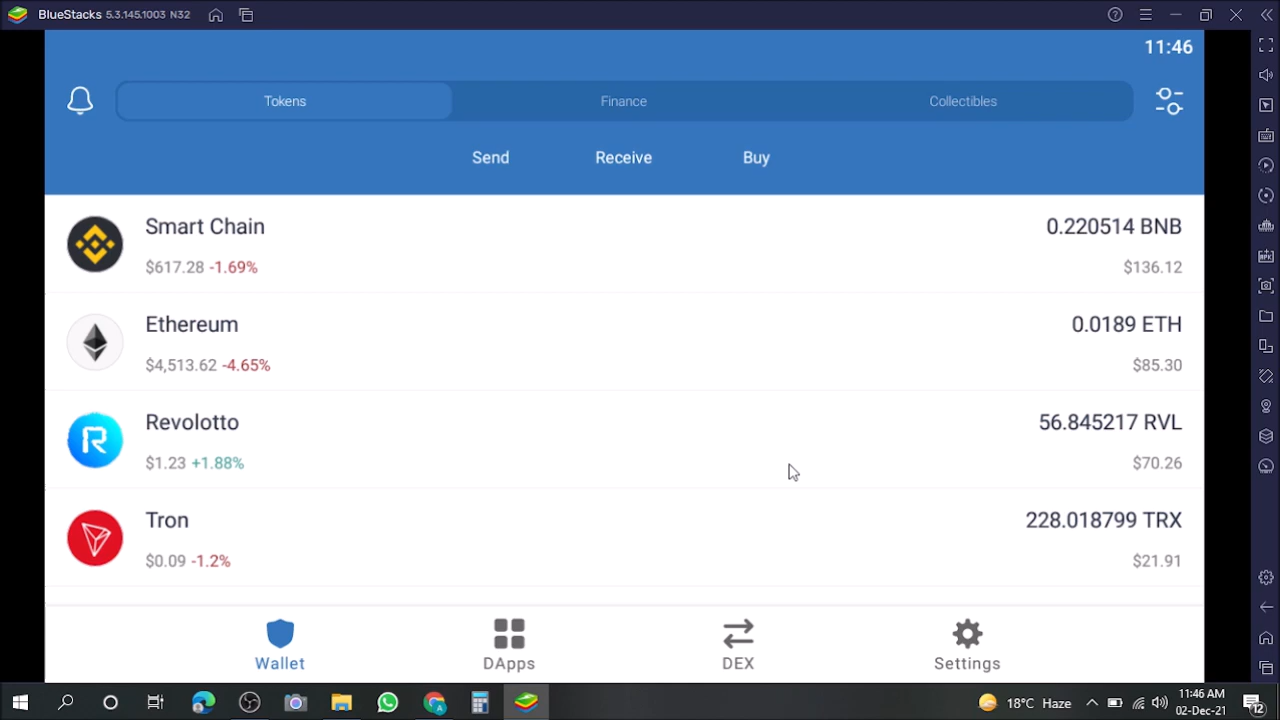 BlueStacks 5.3.145.1003 N32
11:46
Tokens Finance Collectibles
Send Receive Buy
Smart Chain 0.220514 BNB
$617.28 -1.69% $136.12
Ethereum 0.0189 ETH
$4,513.62 -4.65% $85.30
Revolotto 56.845217 RVL
$1.23 +1.88% $70.26
Tron 228.018799 TRX
$0.09 -1.2% $21.91
Wallet DApps DEX Settings
18°C Haze 11:46 AM
02-Dec-21 12